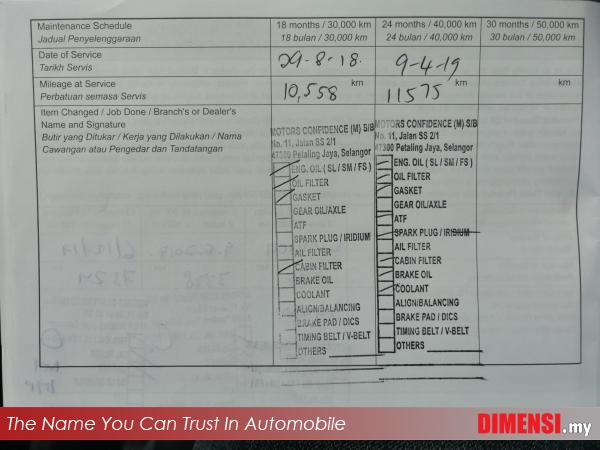 Maintenance Schedule
Jadual Penyelenggaraan
18 months / 30,000 km
18 bulan / 30,000 km
24 months / 40,000 km
24 bulan / 40,000 km
30 months / 50,000 km
30 bulan / 50,000 km
Date of Service
Tarikh Servis
29-8-18.
9-4-19
Mileage at Service
Perbatuan semasa Servis
10,558 km
11575 km
km
Item Changed / Job Done / Branch's or Dealer's
Name and Signature
Butir yang Ditukar / Kerja yang Dilakukan / Nama
Cawangan atau Pengedar dan Tandatangan
MOTORS CONFIDENCE (M) S/B
No. 11, Jalan SS 2/1
47300 Petaling Jaya, Selangor
ENG. OIL ( SL / SM / FS )
OIL FILTER
GASKET
GEAR OIL/AXLE
ATF
SPARK PLUG / IRIDIUM
AIL FILTER
CABIN FILTER
BRAKE OIL
COOLANT
ALIGN/BALANCING
BRAKE PAD / DICS
TIMING BELT / V-BELT
OTHERS
MOTORS CONFIDENCE (M) S/B
No. 11, Jalan SS 2/1
47300 Petaling Jaya, Selangor
ENG. OIL ( SL / SM / FS )
OIL FILTER
GASKET
GEAR OIL/AXLE
ATF
SPARK PLUG / IRIDIUM
AIL FILTER
CABIN FILTER
BRAKE OIL
COOLANT
ALIGN/BALANCING
BRAKE PAD / DICS
TIMING BELT / V-BELT
OTHERS
The Name You Can Trust In Automobile
DIMENSI.my